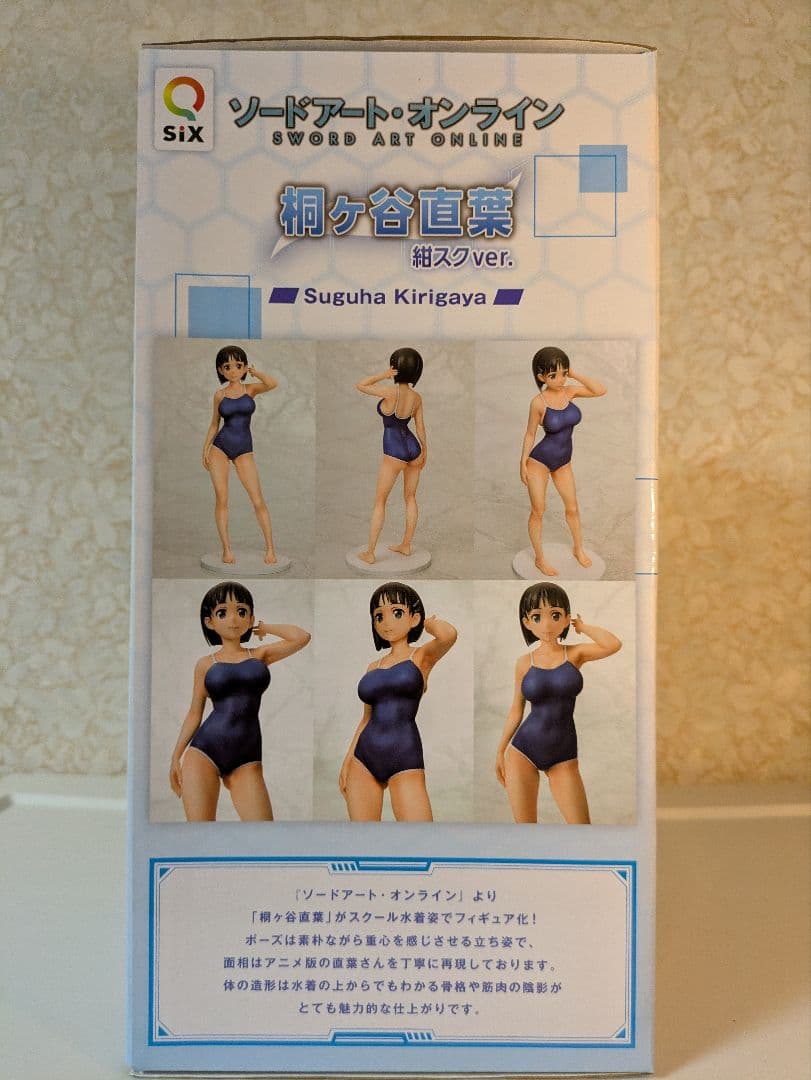 SiX
ソードアート・オンライン
SWORD ART ONLINE
桐ヶ谷直葉
紺スクver.
Suguha Kirigaya
『ソードアート・オンライン』より
「桐ヶ谷直葉」がスクール水着姿でフィギュア化!
ポーズは素朴ながら重心を感じさせる立ち姿で、
面相はアニメ版の直葉さんを丁寧に再現しております。
体の造形は水着の上からでもわかる骨格や筋肉の陰影が
とても魅力的な仕上がりです。